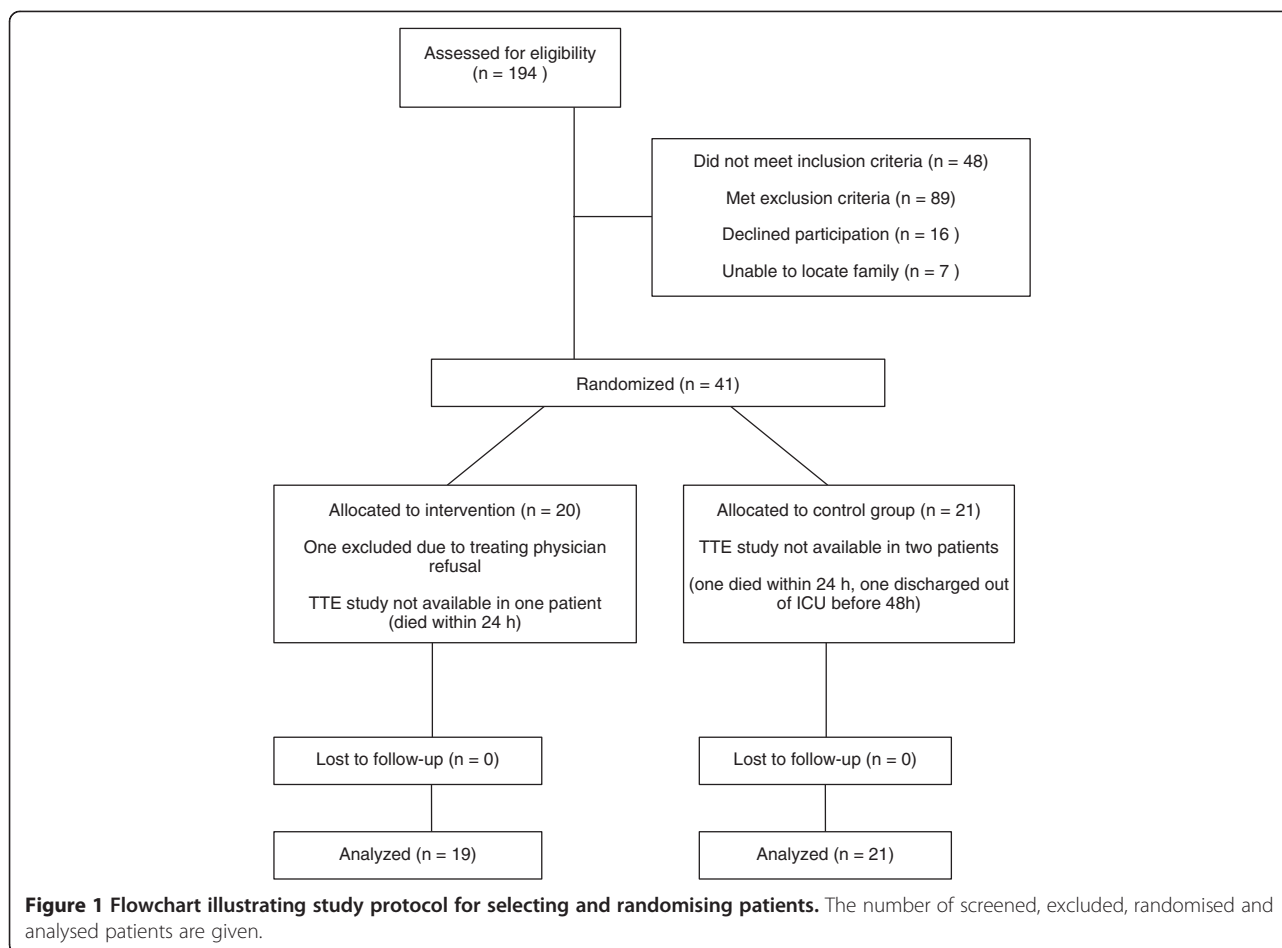 Assessed for eligibility
(n = 194 )
Did not meet inclusion criteria (n = 48)
Met exclusion criteria (n = 89)
Declined participation (n = 16 )
Unable to locate family (n = 7 )
Randomized (n = 41)
Allocated to intervention (n = 20)
One excluded due to treating physician
refusal
TTE study not available in one patient
(died within 24 h)
Allocated to control group (n = 21)
TTE study not available in two patients
(one died within 24 h, one discharged out
of ICU before 48h)
Lost to follow-up (n = 0)
Lost to follow-up (n = 0)
Analyzed (n = 19)
Analyzed (n = 21)
Figure 1 Flowchart illustrating study protocol for selecting and randomising patients. The number of screened, excluded, randomised and
analysed patients are given.